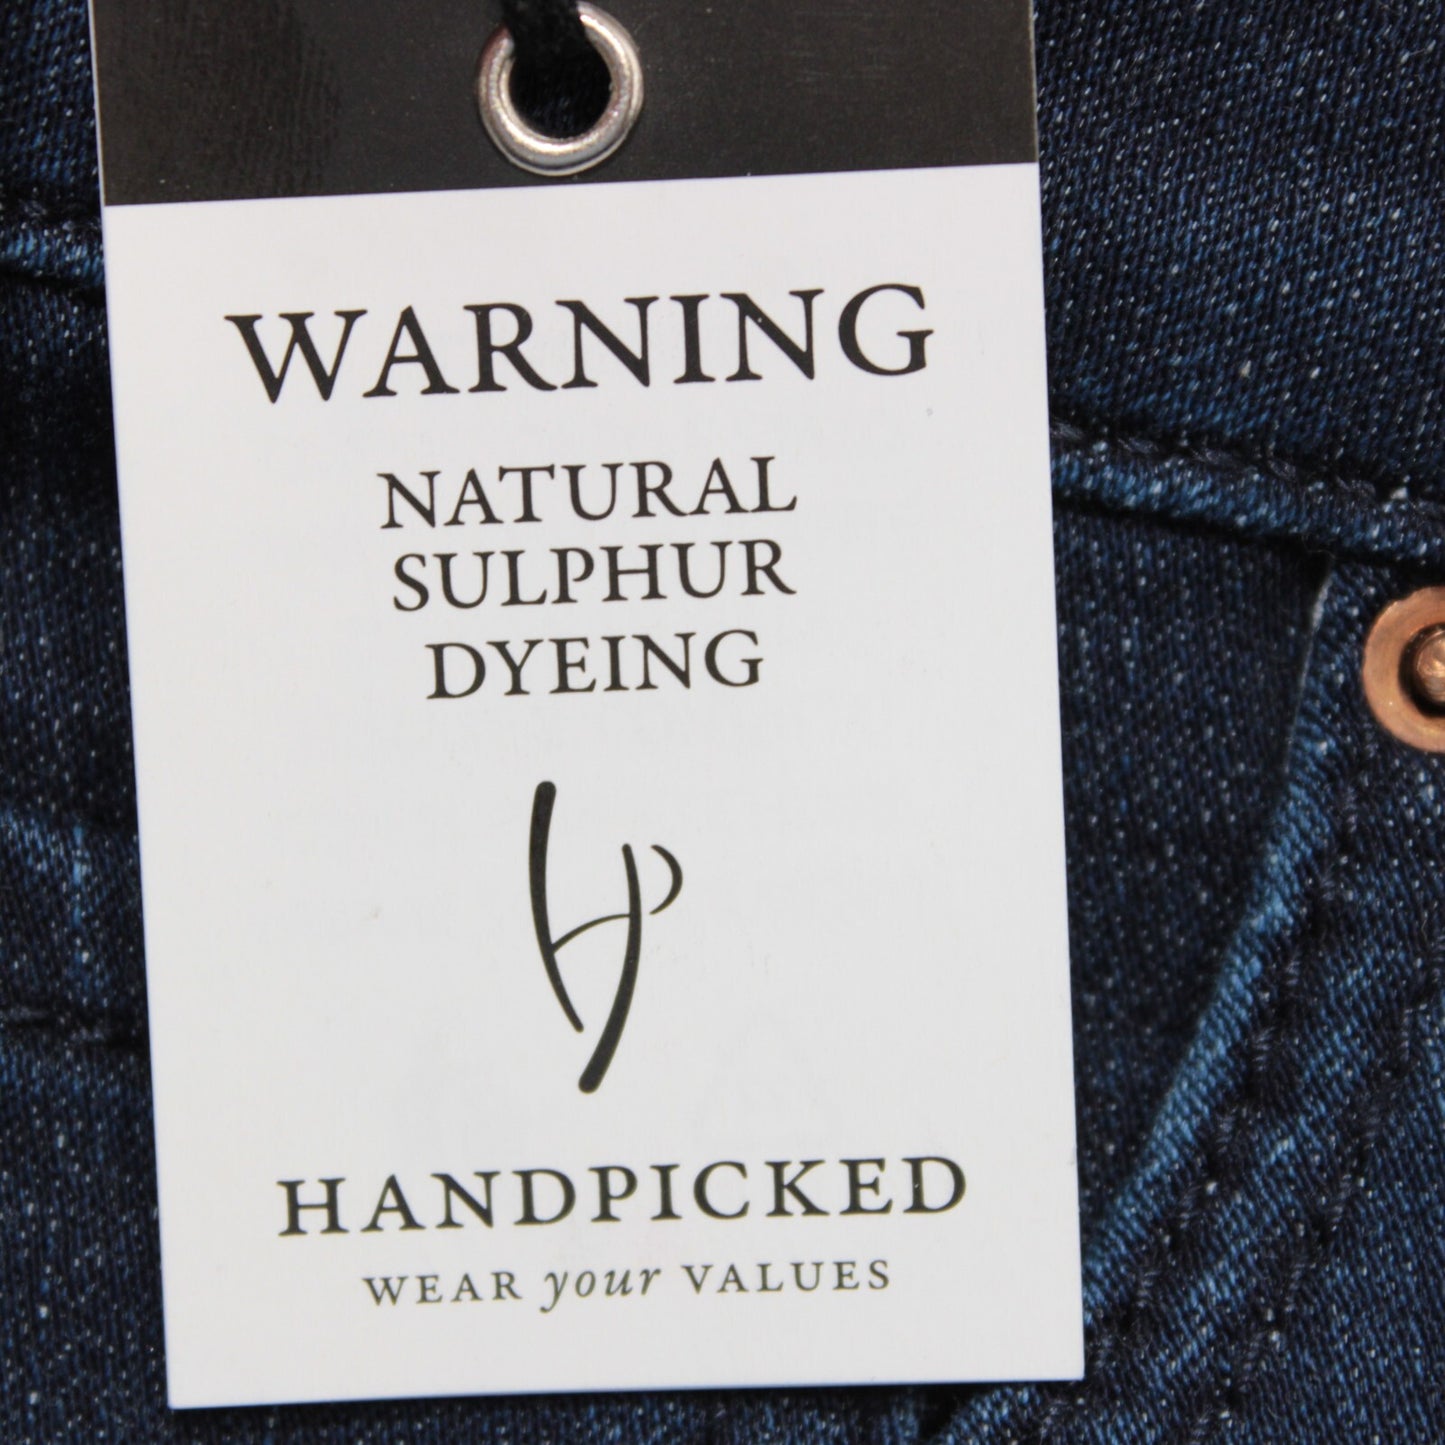 WARNING
NATURAL
SULPHUR
DYEING
HANDPICKED
WEAR your VALUES